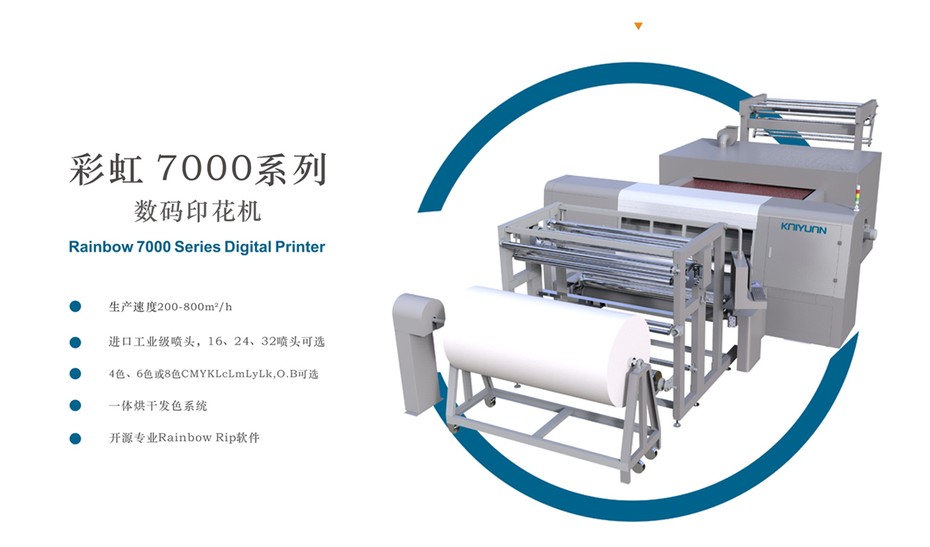 彩虹 7000系列
数码印花机
Rainbow 7000 Series Digital Printer
生产速度200-800m²/h
进口工业级喷头，16、24、32喷头可选
4色、6色或8色CMYKLcLmLyLk,O.B可选
一体烘干发色系统
开源专业Rainbow Rip软件
KAIYUAN